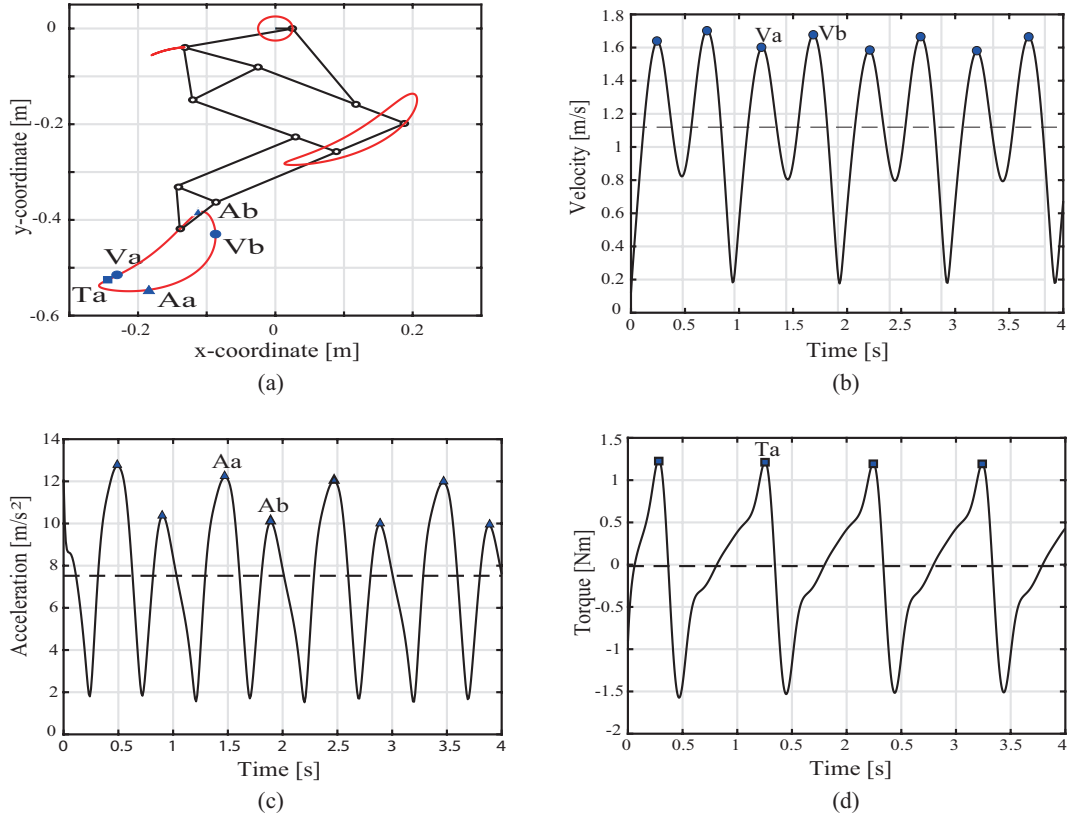 0
-0.2
-0.4
-0.6
y-coordinate [m]
Ab
Vb
Va
Ta
Aa
-0.2
0
0.2
x-coordinate [m]
(a)
1.8
1.6
1.4
1.2
1
0.8
0.6
0.4
0.2
0
Velocity [m/s]
Va
Vb
0
0.5
1
1.5
2
2.5
3
3.5
4
Time [s]
(b)
14
12
10
8
6
4
2
0
Acceleration [m/s-2]
Aa
Ab
0
0.5
1
1.5
2
2.5
3
3.5
4
Time [s]
(c)
1.5
1
0.5
0
-0.5
-1
-1.5
-2
Torque [Nm]
Ta
0
0.5
1
0.5
2
0.5
3
3.5
4
Time [s]
(d)